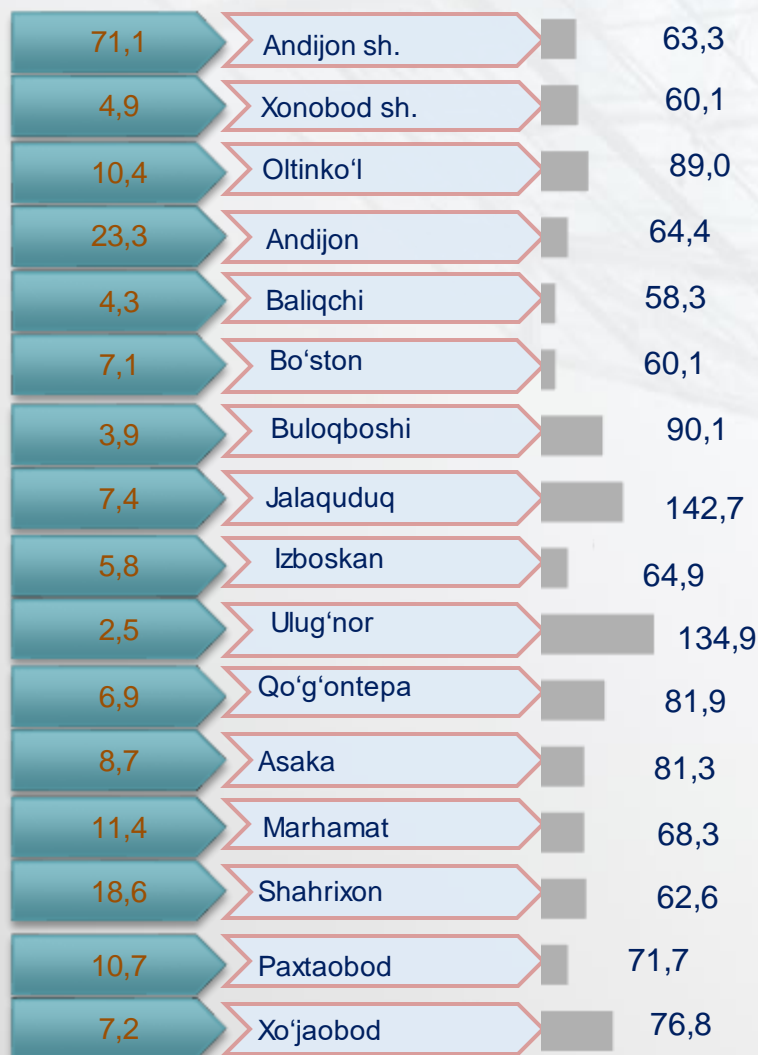 71,1 Andijon sh. 63,3
4,9 Xonobod sh. 60,1
10,4 Oltinko‘l 89,0
23,3 Andijon 64,4
4,3 Baliqchi 58,3
7,1 Bo‘ston 60,1
3,9 Buloqboshi 90,1
7,4 Jalaquduq 142,7
5,8 Izboskan 64,9
2,5 Ulug‘nor 134,9
6,9 Qo‘g‘ontepa 81,9
8,7 Asaka 81,3
11,4 Marhamat 68,3
18,6 Shahrixon 62,6
10,7 Paxtaobod 71,7
7,2 Xo‘jaobod 76,8